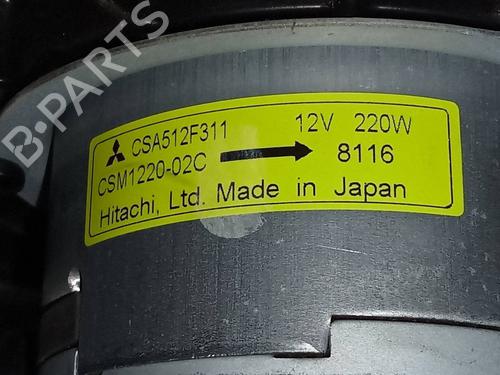 B-PARTS
CSA512F311 12V 220W
CSM1220-02C 8116
Hitachi, Ltd. Made in Japan